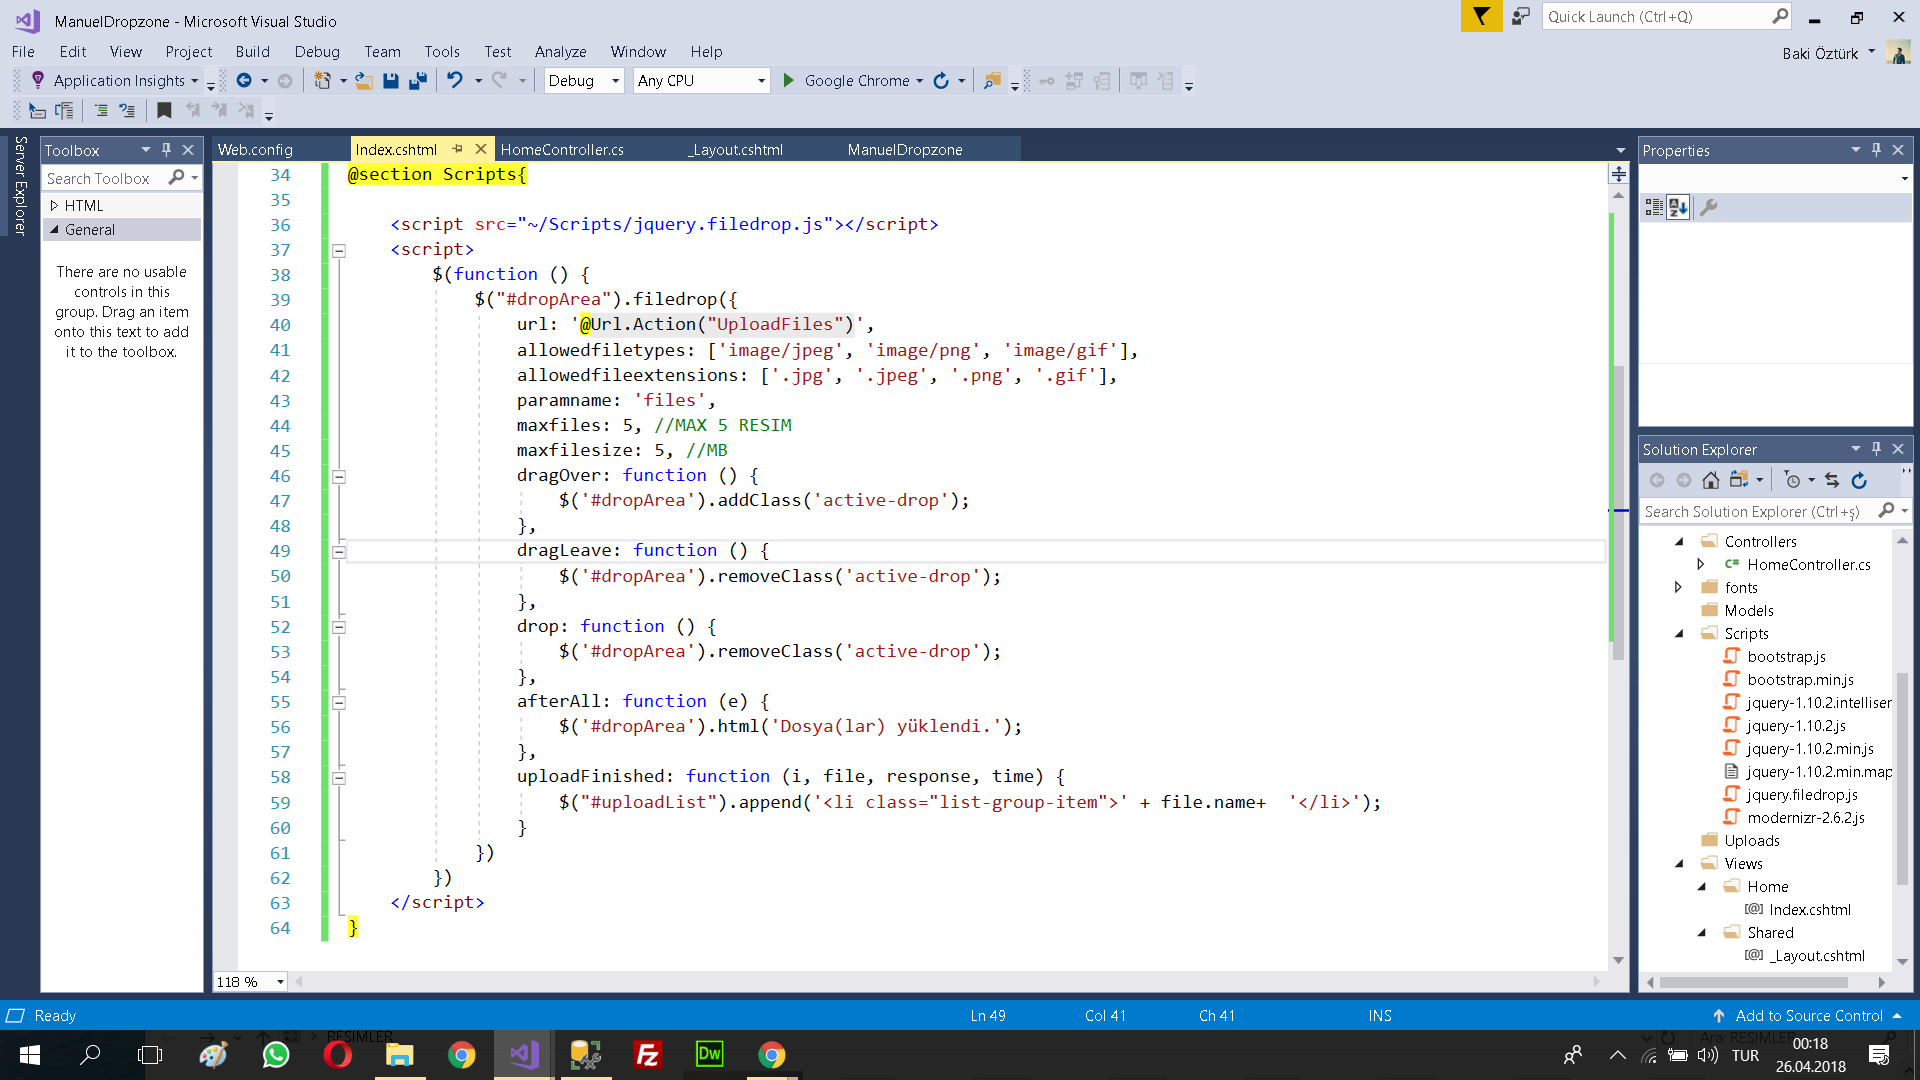 ManuelDropzone - Microsoft Visual Studio
Quick Launch (Ctrl+Q)
File Edit View Project Build Debug Team Tools Test Analyze Window Help
Baki Öztürk
Application Insights Debug Any CPU Google Chrome
Server Explorer
Toolbox
Search Toolbox
HTML
General
There are no usable
controls in this
group. Drag an item
onto this text to add
it to the toolbox.
Web.config Index.cshtml HomeController.cs _Layout.cshtml ManuelDropzone
34 @section Scripts{
35
36 <script src="~/Scripts/jquery.filedrop.js"></script>
37 <script>
38 $(function () {
39 $("#dropArea").filedrop({
40 url: '@Url.Action("UploadFiles")',
41 allowedfiletypes: ['image/jpeg', 'image/png', 'image/gif'],
42 allowedfileextensions: ['.jpg', '.jpeg', '.png', '.gif'],
43 paramname: 'files',
44 maxfiles: 5, //MAX 5 RESIM
45 maxfilesize: 5, //MB
46 dragOver: function () {
47 $('#dropArea').addClass('active-drop');
48 },
49 dragLeave: function () {
50 $('#dropArea').removeClass('active-drop');
51 },
52 drop: function () {
53 $('#dropArea').removeClass('active-drop');
54 },
55 afterAll: function (e) {
56 $('#dropArea').html('Dosya(lar) yüklendi.');
57 },
58 uploadFinished: function (i, file, response, time) {
59 $("#uploadList").append('<li class="list-group-item">' + file.name+  '</li>');
60 }
61 })
62 })
63 </script>
64 }
118 %
Properties
Solution Explorer
Search Solution Explorer (Ctrl+ş)
Controllers
C# HomeController.cs
fonts
Models
Scripts
bootstrap.js
bootstrap.min.js
jquery-1.10.2.intelliser
jquery-1.10.2.js
jquery-1.10.2.min.js
jquery-1.10.2.min.map
jquery.filedrop.js
modernizr-2.6.2.js
Uploads
Views
Home
[@] Index.cshtml
Shared
[@] _Layout.cshtml
Ready Ln 49 Col 41 Ch 41 INS Add to Source Control
RESIMLER
Ara: RESIMLER
Fz
Dw
TUR
00:18
26.04.2018